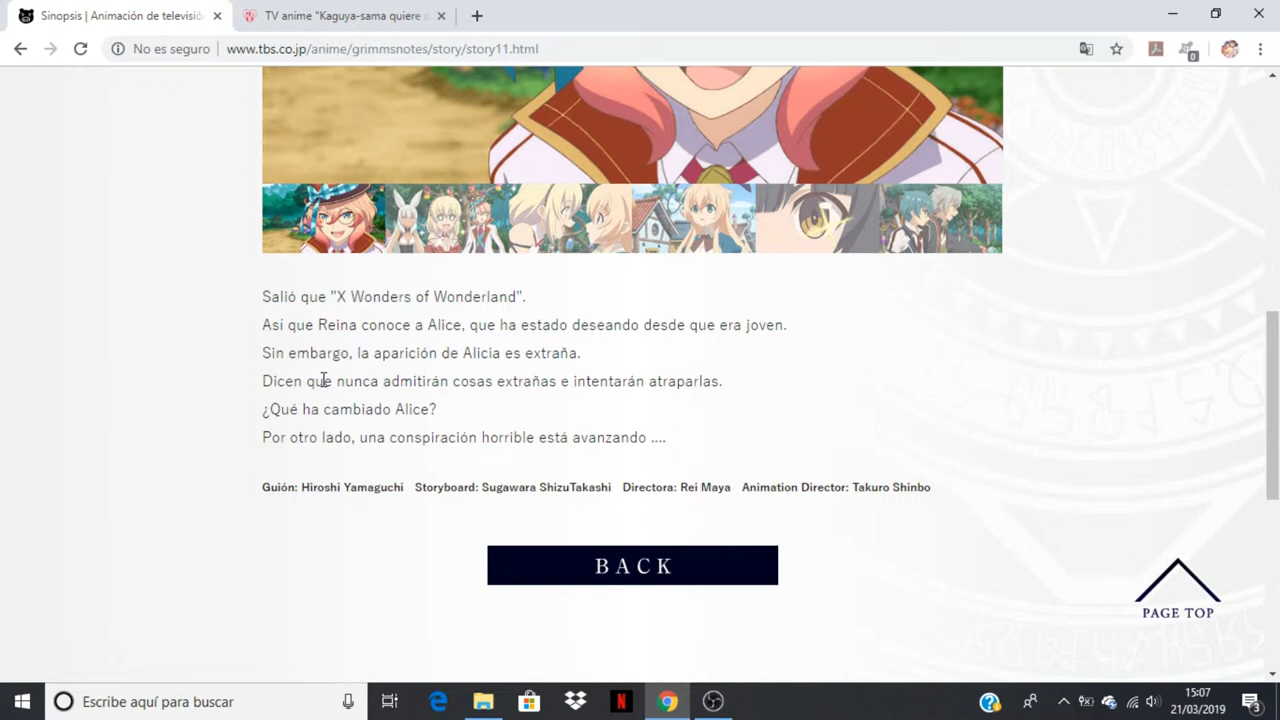 Sinopsis | Animación de televisió
TV anime "Kaguya-sama quiere
No es seguro
www.tbs.co.jp/anime/grimmsnotes/story/story11.html
0
Salió que "X Wonders of Wonderland".
Así que Reina conoce a Alice, que ha estado deseando desde que era joven.
Sin embargo, la aparición de Alicia es extraña.
Dicen que nunca admitirán cosas extrañas e intentarán atraparlas.
¿Qué ha cambiado Alice?
Por otro lado, una conspiración horrible está avanzando ....
Guión: Hiroshi Yamaguchi Storyboard: Sugawara ShizuTakashi Directora: Rei Maya Animation Director: Takuro Shinbo
BACK
PAGE TOP
Escribe aquí para buscar
15:07
21/03/2019
3